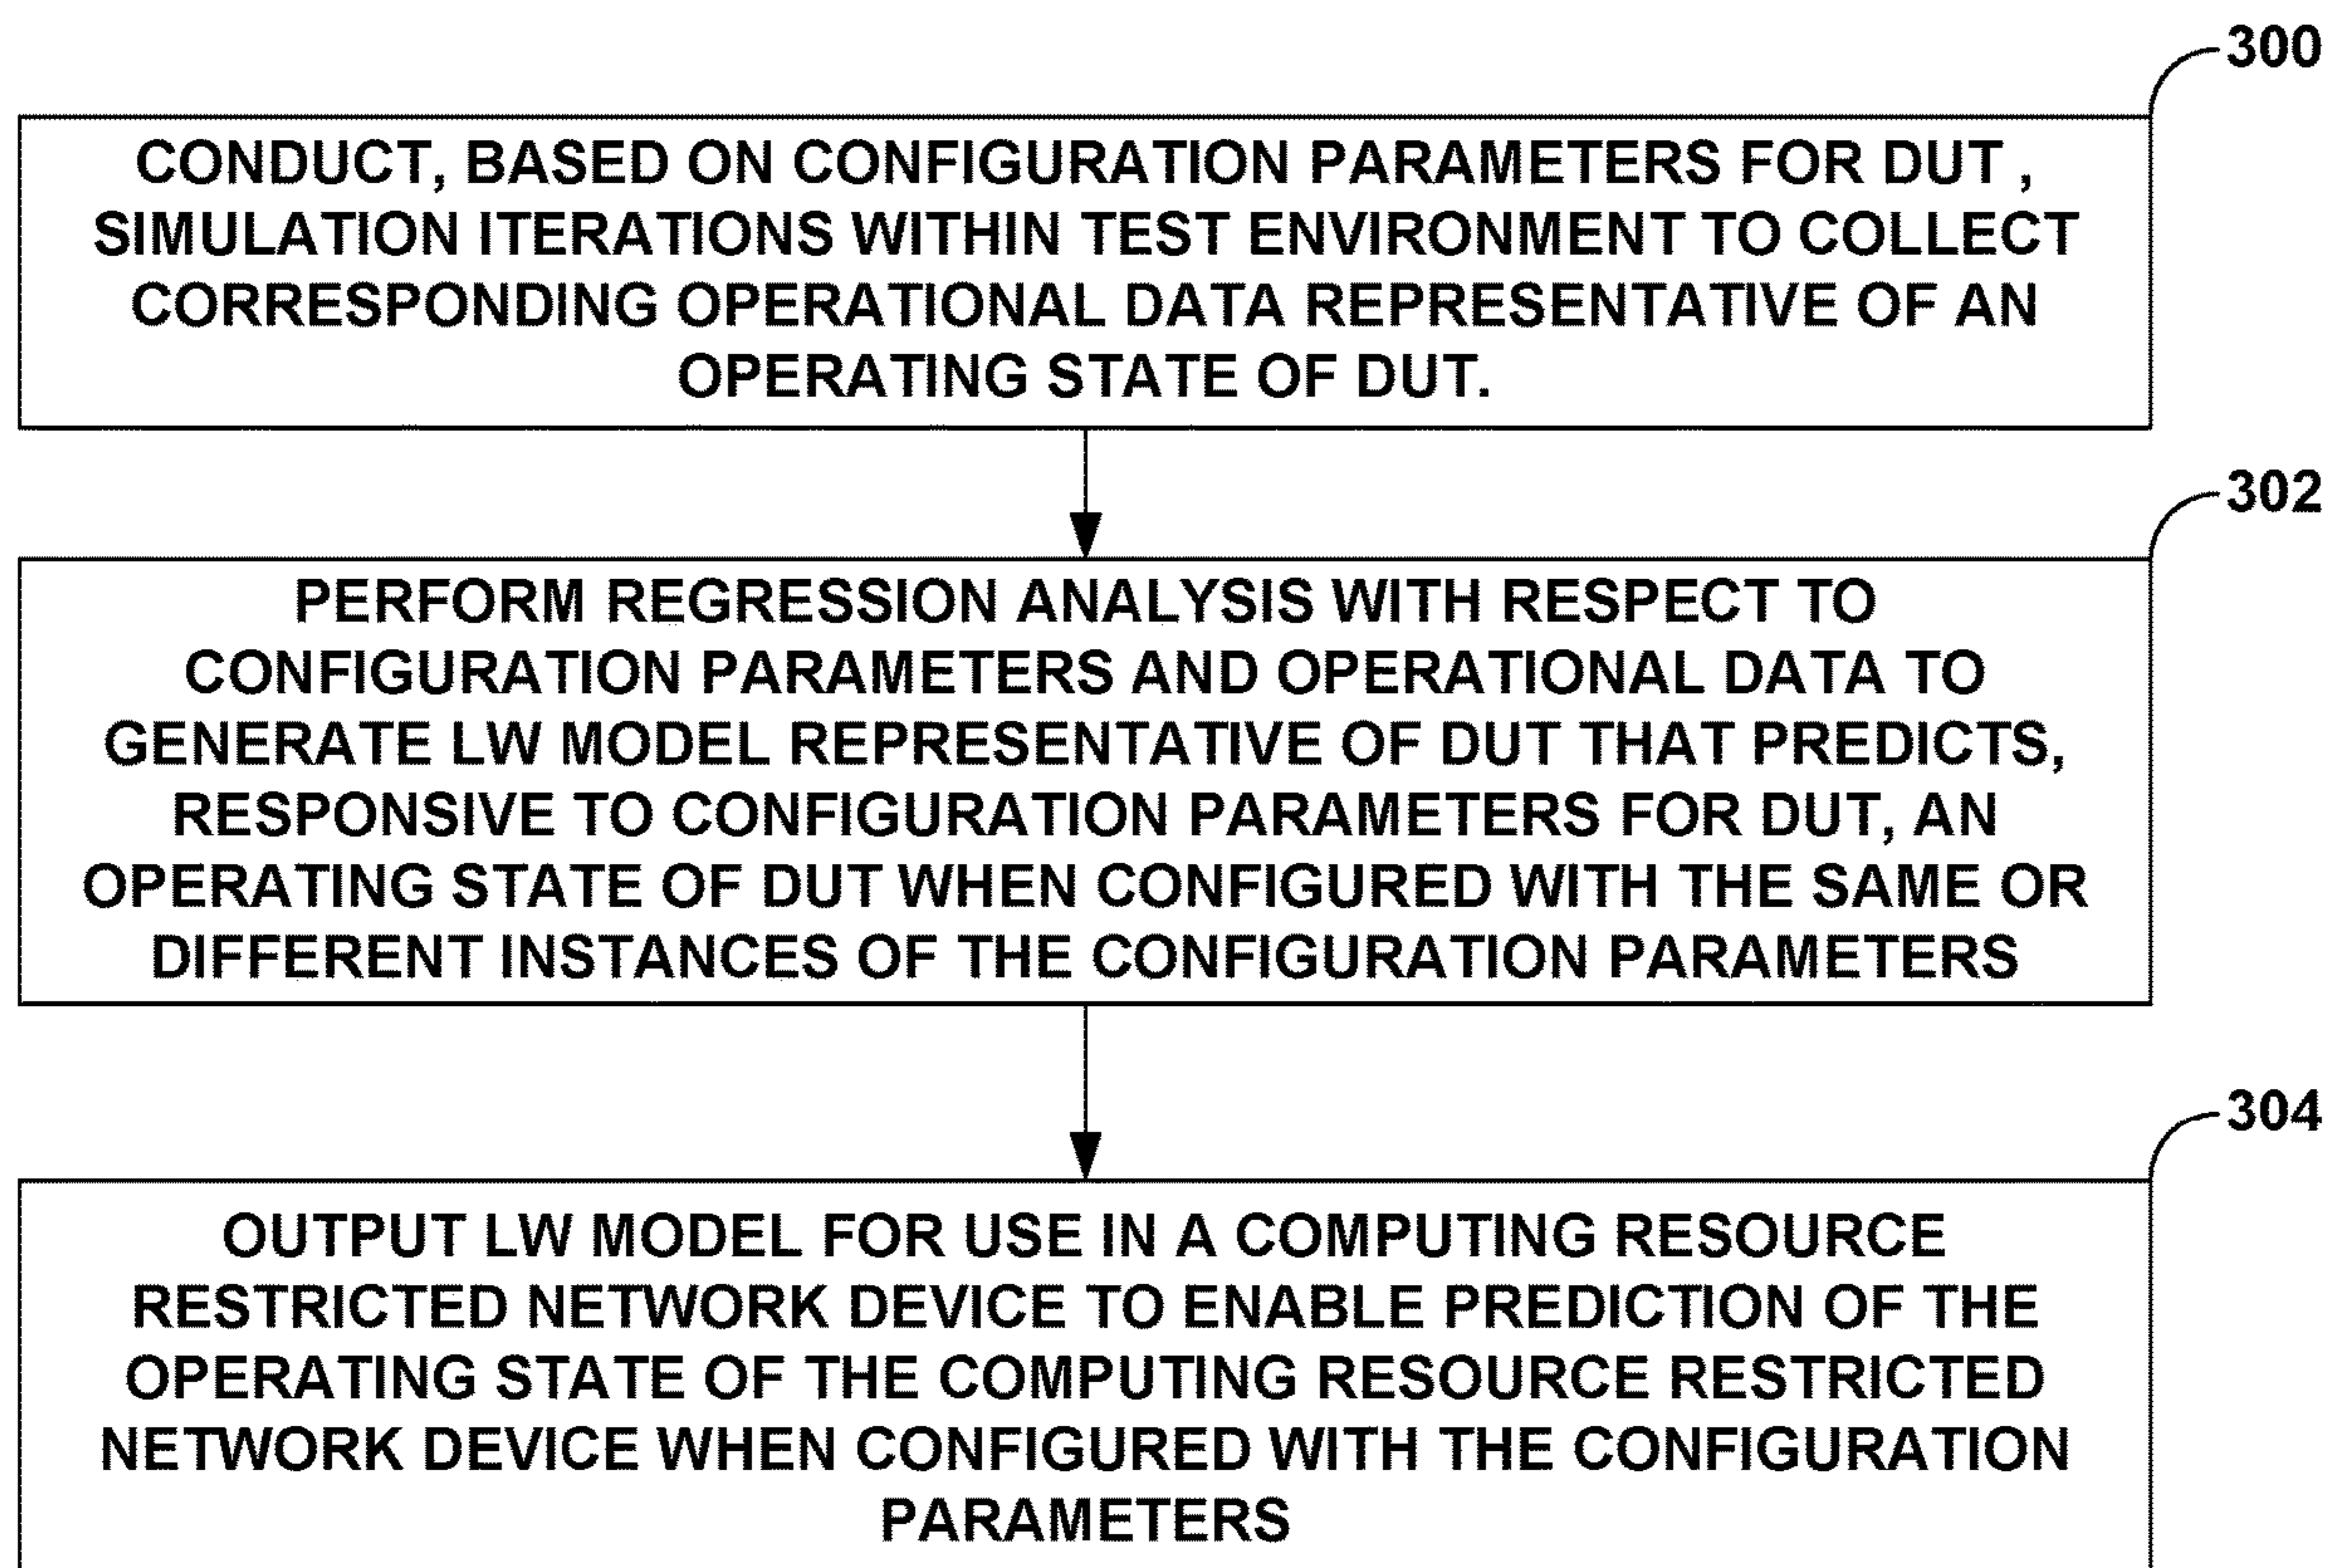 300
CONDUCT, BASED ON CONFIGURATION PARAMETERS FOR DUT ,
SIMULATION ITERATIONS WITHIN TEST ENVIRONMENT TO COLLECT
CORRESPONDING OPERATIONAL DATA REPRESENTATIVE OF AN
OPERATING STATE OF DUT.
302
PERFORM REGRESSION ANALYSIS WITH RESPECT TO
CONFIGURATION PARAMETERS AND OPERATIONAL DATA TO
GENERATE LW MODEL REPRESENTATIVE OF DUT THAT PREDICTS,
RESPONSIVE TO CONFIGURATION PARAMETERS FOR DUT, AN
OPERATING STATE OF DUT WHEN CONFIGURED WITH THE SAME OR
DIFFERENT INSTANCES OF THE CONFIGURATION PARAMETERS
304
OUTPUT LW MODEL FOR USE IN A COMPUTING RESOURCE
RESTRICTED NETWORK DEVICE TO ENABLE PREDICTION OF THE
OPERATING STATE OF THE COMPUTING RESOURCE RESTRICTED
NETWORK DEVICE WHEN CONFIGURED WITH THE CONFIGURATION
PARAMETERS